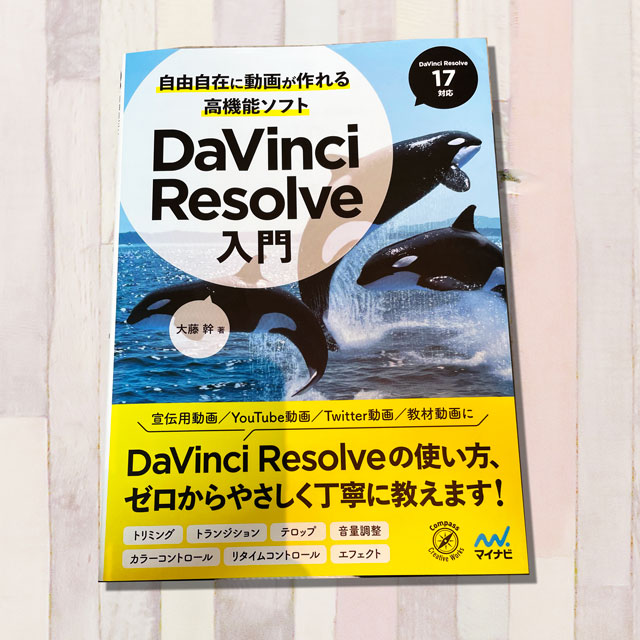 自由自在に動画が作れる
高機能ソフト
DaVinci
Resolve
入門
DaVinci Resolve
17
対応
大藤 幹 著
宣伝用動画／YouTube動画／Twitter動画／教材動画に
DaVinci Resolveの使い方、
ゼロからやさしく丁寧に教えます！
トリミング トランジション テロップ 音量調整
カラーコントロール リタイムコントロール エフェクト
Compass
Creative Works
マイナビ